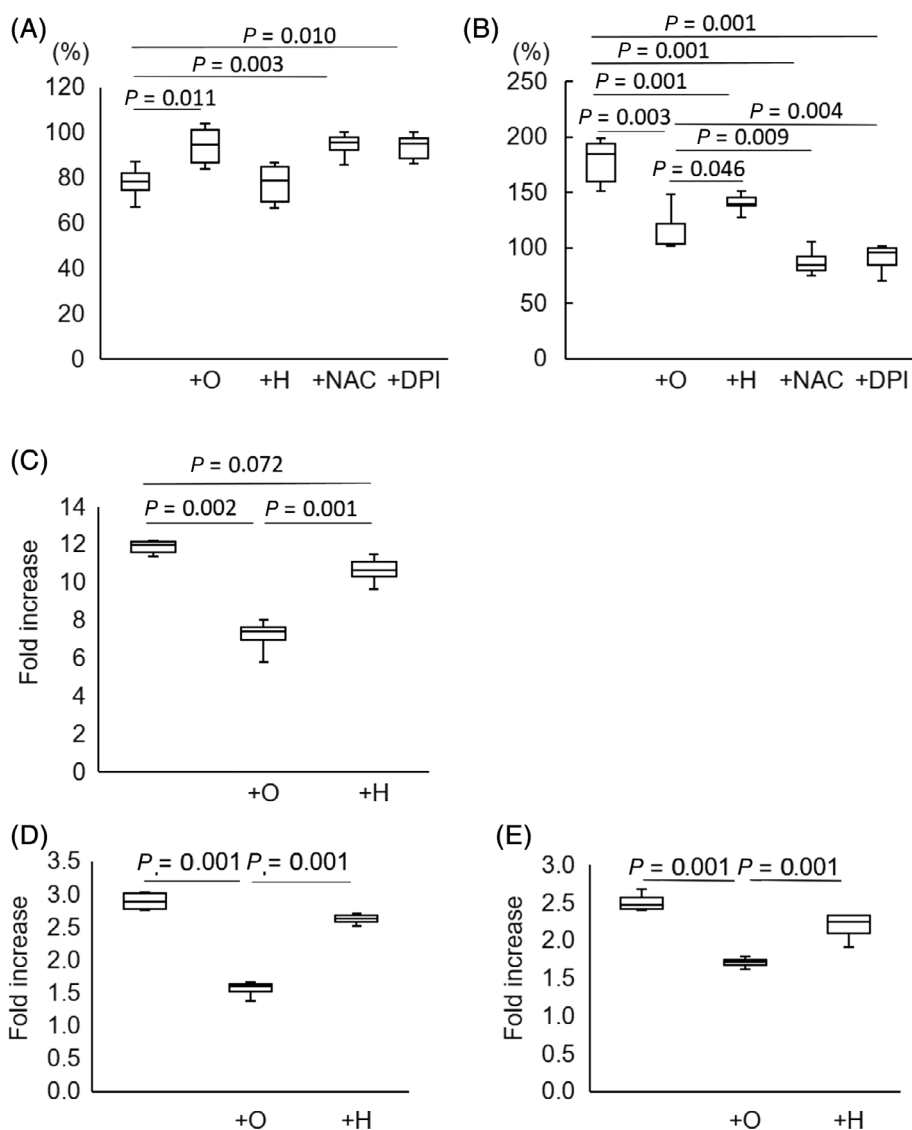 (A)
(%)
P = 0.010
P = 0.003
P = 0.011
120
100
80
60
40
20
0
+O +H +NAC +DPI
(B)
(%)
P = 0.001
P = 0.001
P = 0.001
P = 0.003 P = 0.004
P = 0.009
P = 0.046
250
200
150
100
50
0
+O +H +NAC +DPI
(C)
P = 0.072
P = 0.002 P = 0.001
Fold increase
14
12
10
8
6
4
2
0
+O +H
(D)
P = 0.001 P = 0.001
Fold increase
3.5
3.0
2.5
2.0
1.5
1.0
0.5
0.0
+O +H
(E)
P = 0.001 P = 0.001
Fold increase
3.0
2.5
2.0
1.5
1.0
0.5
0.0
+O +H